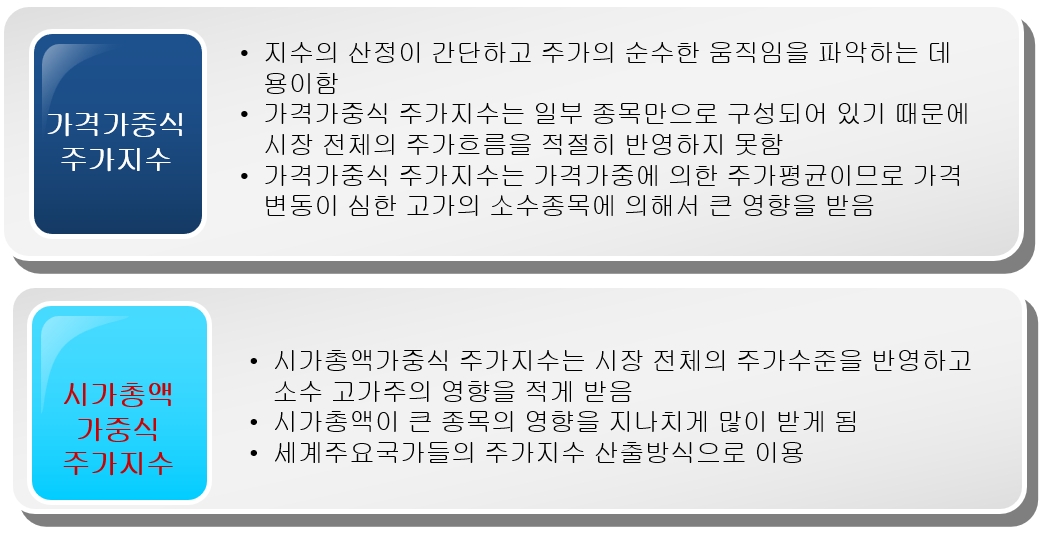 가격가중식
주가지수
• 지수의 산정이 간단하고 주가의 순수한 움직임을 파악하는 데
용이함
• 가격가중식 주가지수는 일부 종목만으로 구성되어 있기 때문에
시장 전체의 주가흐름을 적절히 반영하지 못함
• 가격가중식 주가지수는 가격가중에 의한 주가평균이므로 가격
변동이 심한 고가의 소수종목에 의해서 큰 영향을 받음
시가총액
가중식
주가지수
• 시가총액가중식 주가지수는 시장 전체의 주가수준을 반영하고
소수 고가주의 영향을 적게 받음
• 시가총액이 큰 종목의 영향을 지나치게 많이 받게 됨
• 세계주요국가들의 주가지수 산출방식으로 이용